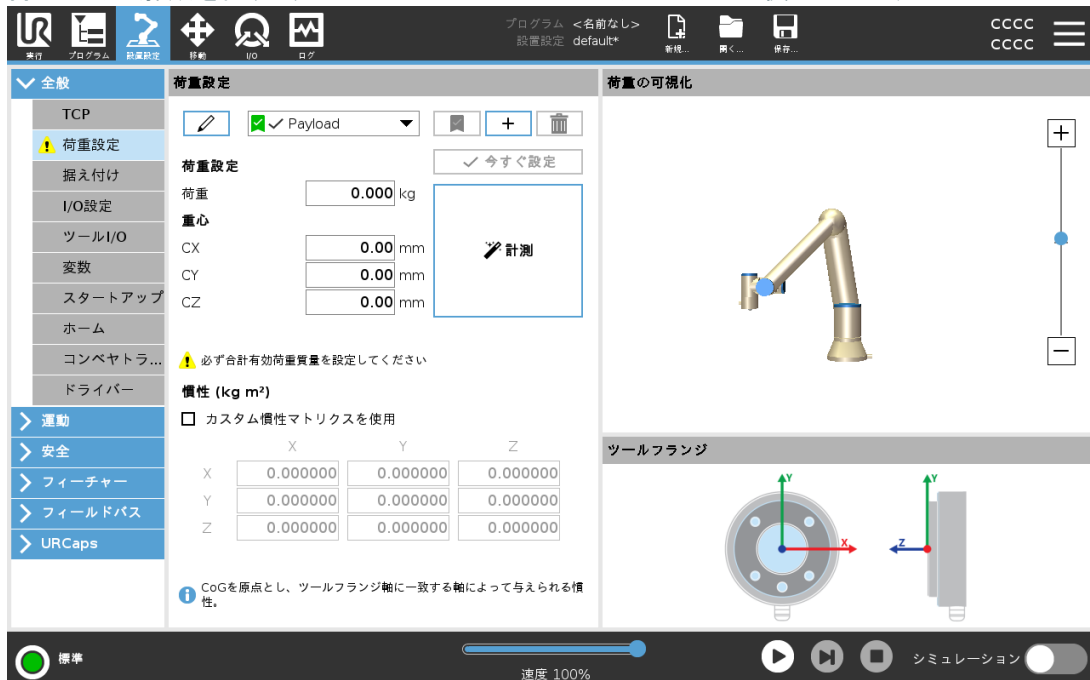 UR
実行
プログラム
設置設定
移動
I/O
ログ
プログラム <名前なし>
設置設定 default*
新規...
開く...
保存...
cccc
cccc
全般
TCP
荷重設定
据え付け
I/O設定
ツールI/O
変数
スタートアップ
ホーム
コンベヤトラ...
ドライバー
運動
安全
フィーチャー
フィールドバス
URCaps
荷重設定
Payload
荷重設定
今すぐ設定
荷重 0.000 kg
重心
CX 0.00 mm
CY 0.00 mm
CZ 0.00 mm
計測
必ず合計有効荷重質量を設定してください
慣性 (kg m²)
カスタム慣性マトリクスを使用
X Y Z
X 0.000000 0.000000 0.000000
Y 0.000000 0.000000 0.000000
Z 0.000000 0.000000 0.000000
CoGを原点とし、ツールフランジ軸に一致する軸によって与えられる慣
性。
荷重の可視化
ツールフランジ
Y
X
Y
Z
標準
速度 100%
シミュレーション